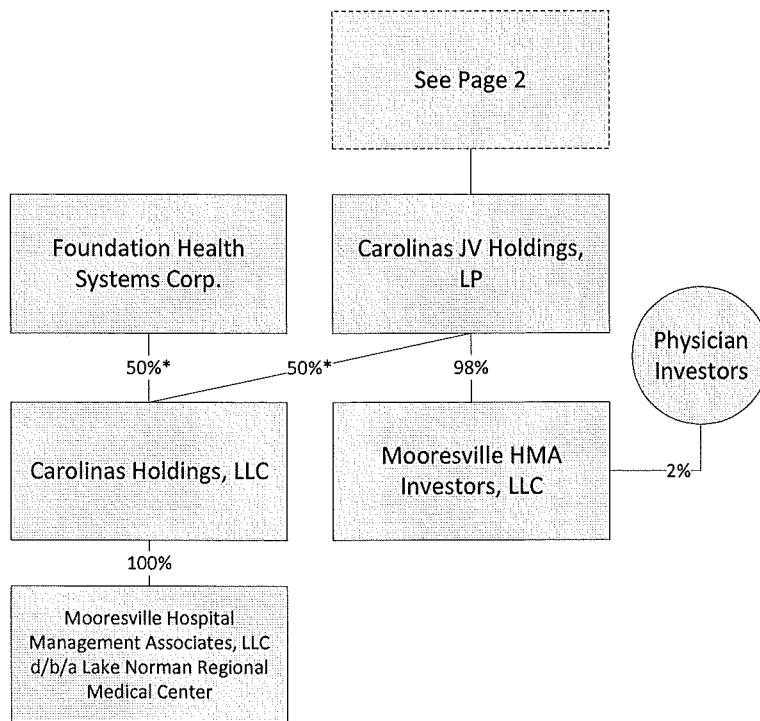 See Page 2
Foundation Health
Systems Corp.
Carolinas JV Holdings,
LP
Physician
Investors
50%*
50%*
98%
Carolinas Holdings, LLC
Mooresville HMA
Investors, LLC
2%
100%
Mooresville Hospital
Management Associates, LLC
d/b/a Lake Norman Regional
Medical Center